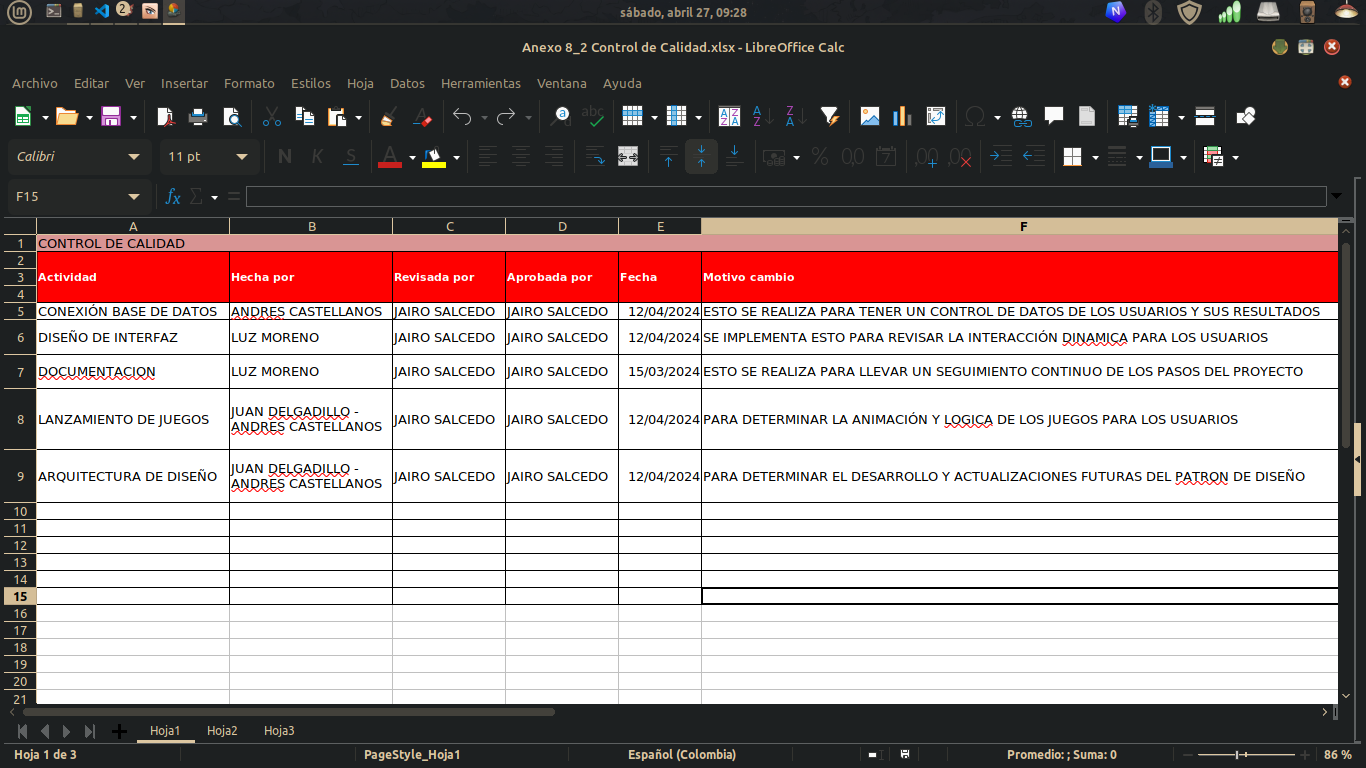 sábado, abril 27, 09:28
Anexo 8_2 Control de Calidad.xlsx - LibreOffice Calc
Archivo Editar Ver Insertar Formato Estilos Hoja Datos Herramientas Ventana Ayuda
Calibri 11 pt
F15
A B C D E F
1 CONTROL DE CALIDAD
2
3 Actividad Hecha por Revisada por Aprobada por Fecha Motivo cambio
4
5 CONEXIÓN BASE DE DATOS ANDRES CASTELLANOS JAIRO SALCEDO JAIRO SALCEDO 12/04/2024 ESTO SE REALIZA PARA TENER UN CONTROL DE DATOS DE LOS USUARIOS Y SUS RESULTADOS
6 DISEÑO DE INTERFAZ LUZ MORENO JAIRO SALCEDO JAIRO SALCEDO 12/04/2024 SE IMPLEMENTA ESTO PARA REVISAR LA INTERACCIÓN DINAMICA PARA LOS USUARIOS
7 DOCUMENTACION LUZ MORENO JAIRO SALCEDO JAIRO SALCEDO 15/03/2024 ESTO SE REALIZA PARA LLEVAR UN SEGUIMIENTO CONTINUO DE LOS PASOS DEL PROYECTO
8 LANZAMIENTO DE JUEGOS JUAN DELGADILLO -
ANDRES CASTELLANOS JAIRO SALCEDO JAIRO SALCEDO 12/04/2024 PARA DETERMINAR LA ANIMACIÓN Y LOGICA DE LOS JUEGOS PARA LOS USUARIOS
9 ARQUITECTURA DE DISEÑO JUAN DELGADILLO -
ANDRES CASTELLANOS JAIRO SALCEDO JAIRO SALCEDO 12/04/2024 PARA DETERMINAR EL DESARROLLO Y ACTUALIZACIONES FUTURAS DEL PATRON DE DISEÑO
10
11
12
13
14
15
16
17
18
19
20
21
Hoja1 Hoja2 Hoja3
Hoja 1 de 3 PageStyle_Hoja1 Español (Colombia) Promedio: ; Suma: 0 86 %